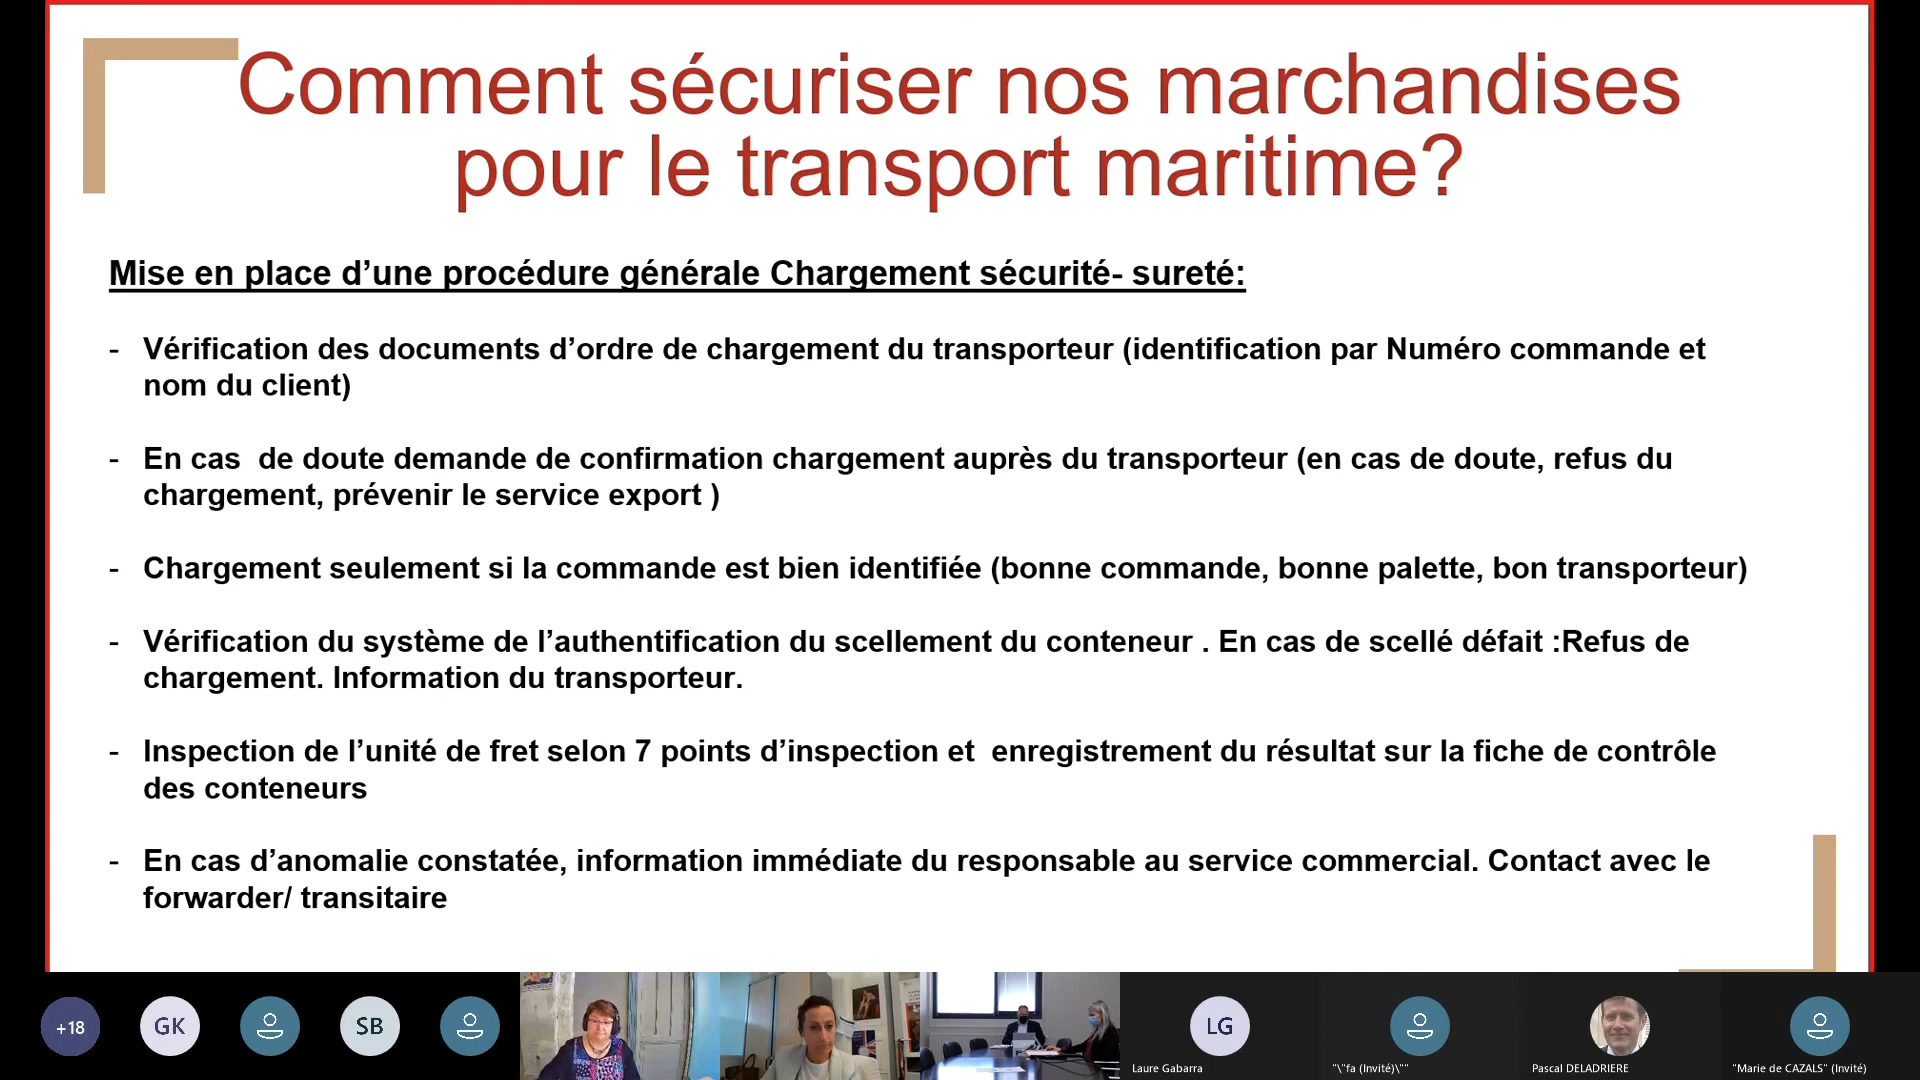 Comment sécuriser nos marchandises
pour le transport maritime?
Mise en place d’une procédure générale Chargement sécurité- sureté:
- Vérification des documents d’ordre de chargement du transporteur (identification par Numéro commande et
nom du client)
- En cas  de doute demande de confirmation chargement auprès du transporteur (en cas de doute, refus du
chargement, prévenir le service export )
- Chargement seulement si la commande est bien identifiée (bonne commande, bonne palette, bon transporteur)
- Vérification du système de l’authentification du scellement du conteneur . En cas de scellé défait :Refus de
chargement. Information du transporteur.
- Inspection de l’unité de fret selon 7 points d’inspection et  enregistrement du résultat sur la fiche de contrôle
des conteneurs
- En cas d’anomalie constatée, information immédiate du responsable au service commercial. Contact avec le
forwarder/ transitaire
+18
GK
SB
LG
Laure Gabarra
"\"fa (Invité)\""
Pascal DELADRIERE
"Marie de CAZALS" (Invité)